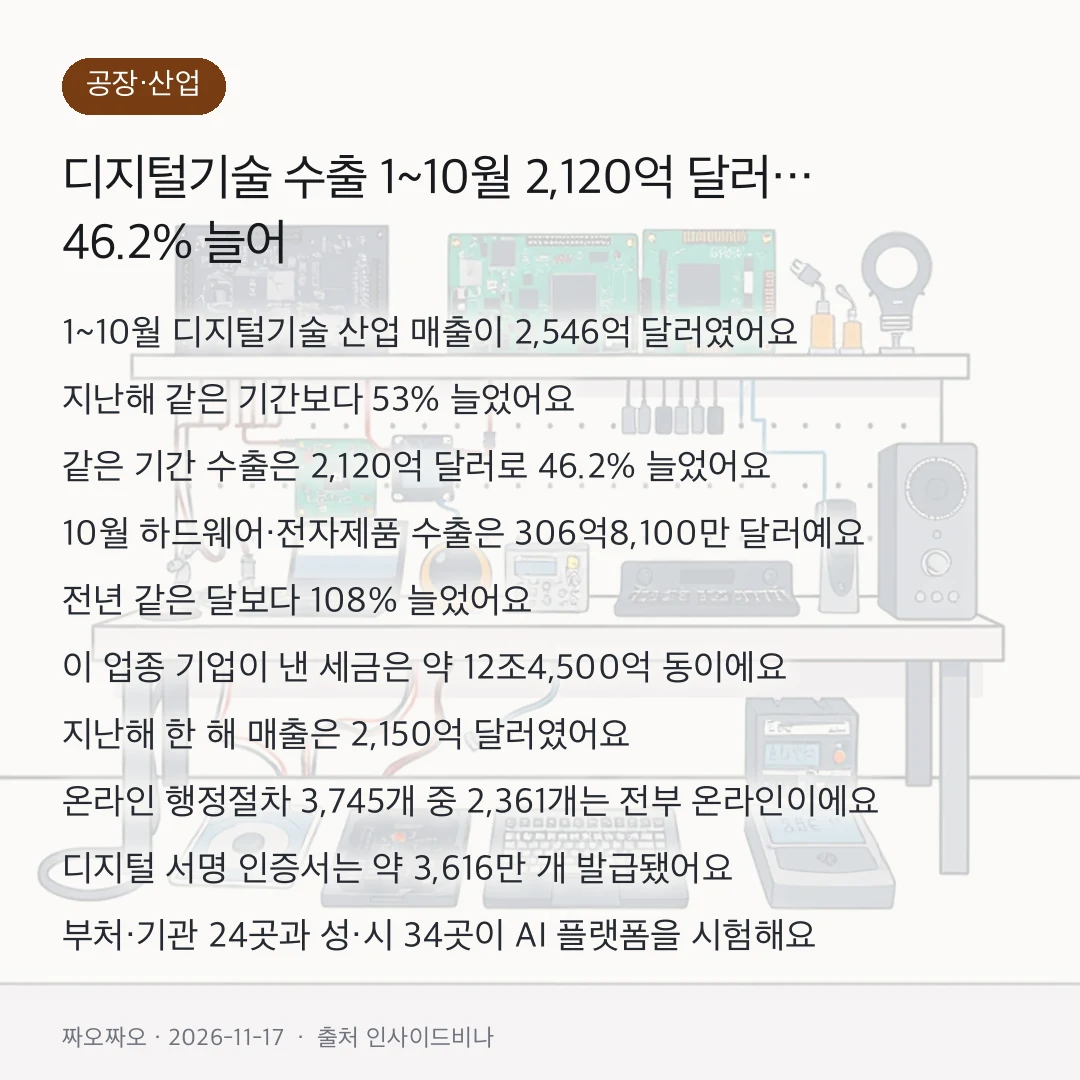 공장·산업
디지털기술 수출 1~10월 2,120억 달러…
46.2% 늘어
1~10월 디지털기술 산업 매출이 2,546억 달러였어요
지난해 같은 기간보다 53% 늘었어요
같은 기간 수출은 2,120억 달러로 46.2% 늘었어요
10월 하드웨어·전자제품 수출은 306억8,100만 달러예요
전년 같은 달보다 108% 늘었어요
이 업종 기업이 낸 세금은 약 12조4,500억 동이에요
지난해 한 해 매출은 2,150억 달러였어요
온라인 행정절차 3,745개 중 2,361개는 전부 온라인이에요
디지털 서명 인증서는 약 3,616만 개 발급됐어요
부처·기관 24곳과 성·시 34곳이 AI 플랫폼을 시험해요
짜오짜오 · 2026-11-17 · 출처 인사이드비나